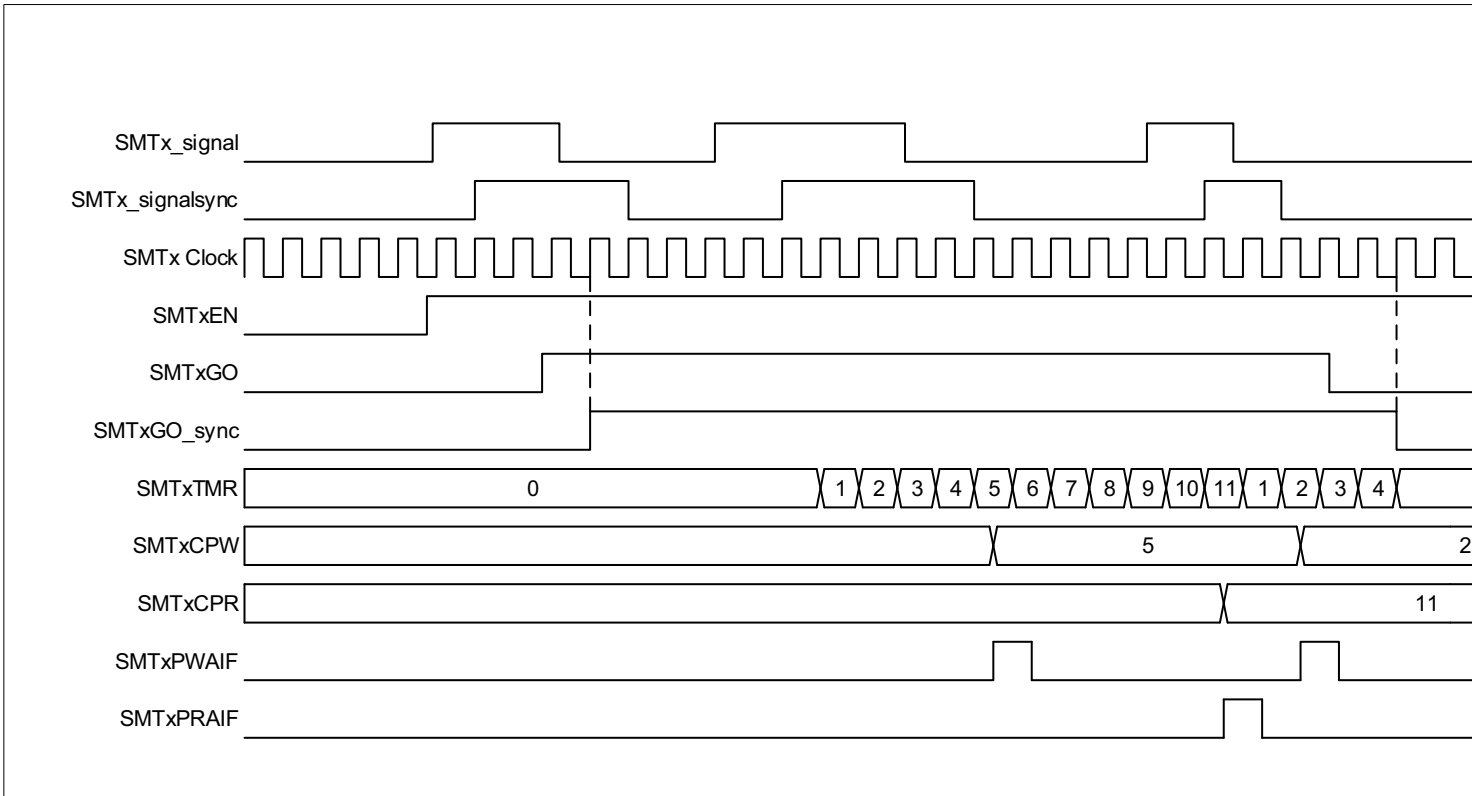 SMTx_signal
SMTx_signalsync
SMTx Clock
SMTxEN
SMTxGO
SMTxGO_sync
SMTxTMR 0 1 2 3 4 5 6 7 8 9 10 11 1 2 3 4
SMTxCPW 5 2
SMTxCPR 11
SMTxPWAIF
SMTxPRAIF